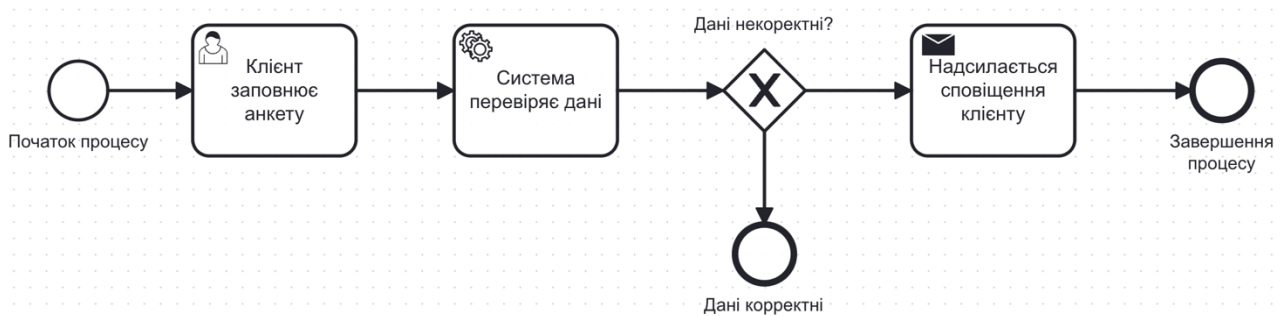 Початок процесу
Клієнт
заповнює
анкету
Система
перевіряє дані
Дані некоректні?
X
Надсилається
сповіщення
клієнту
Завершення
процесу
Дані корректні